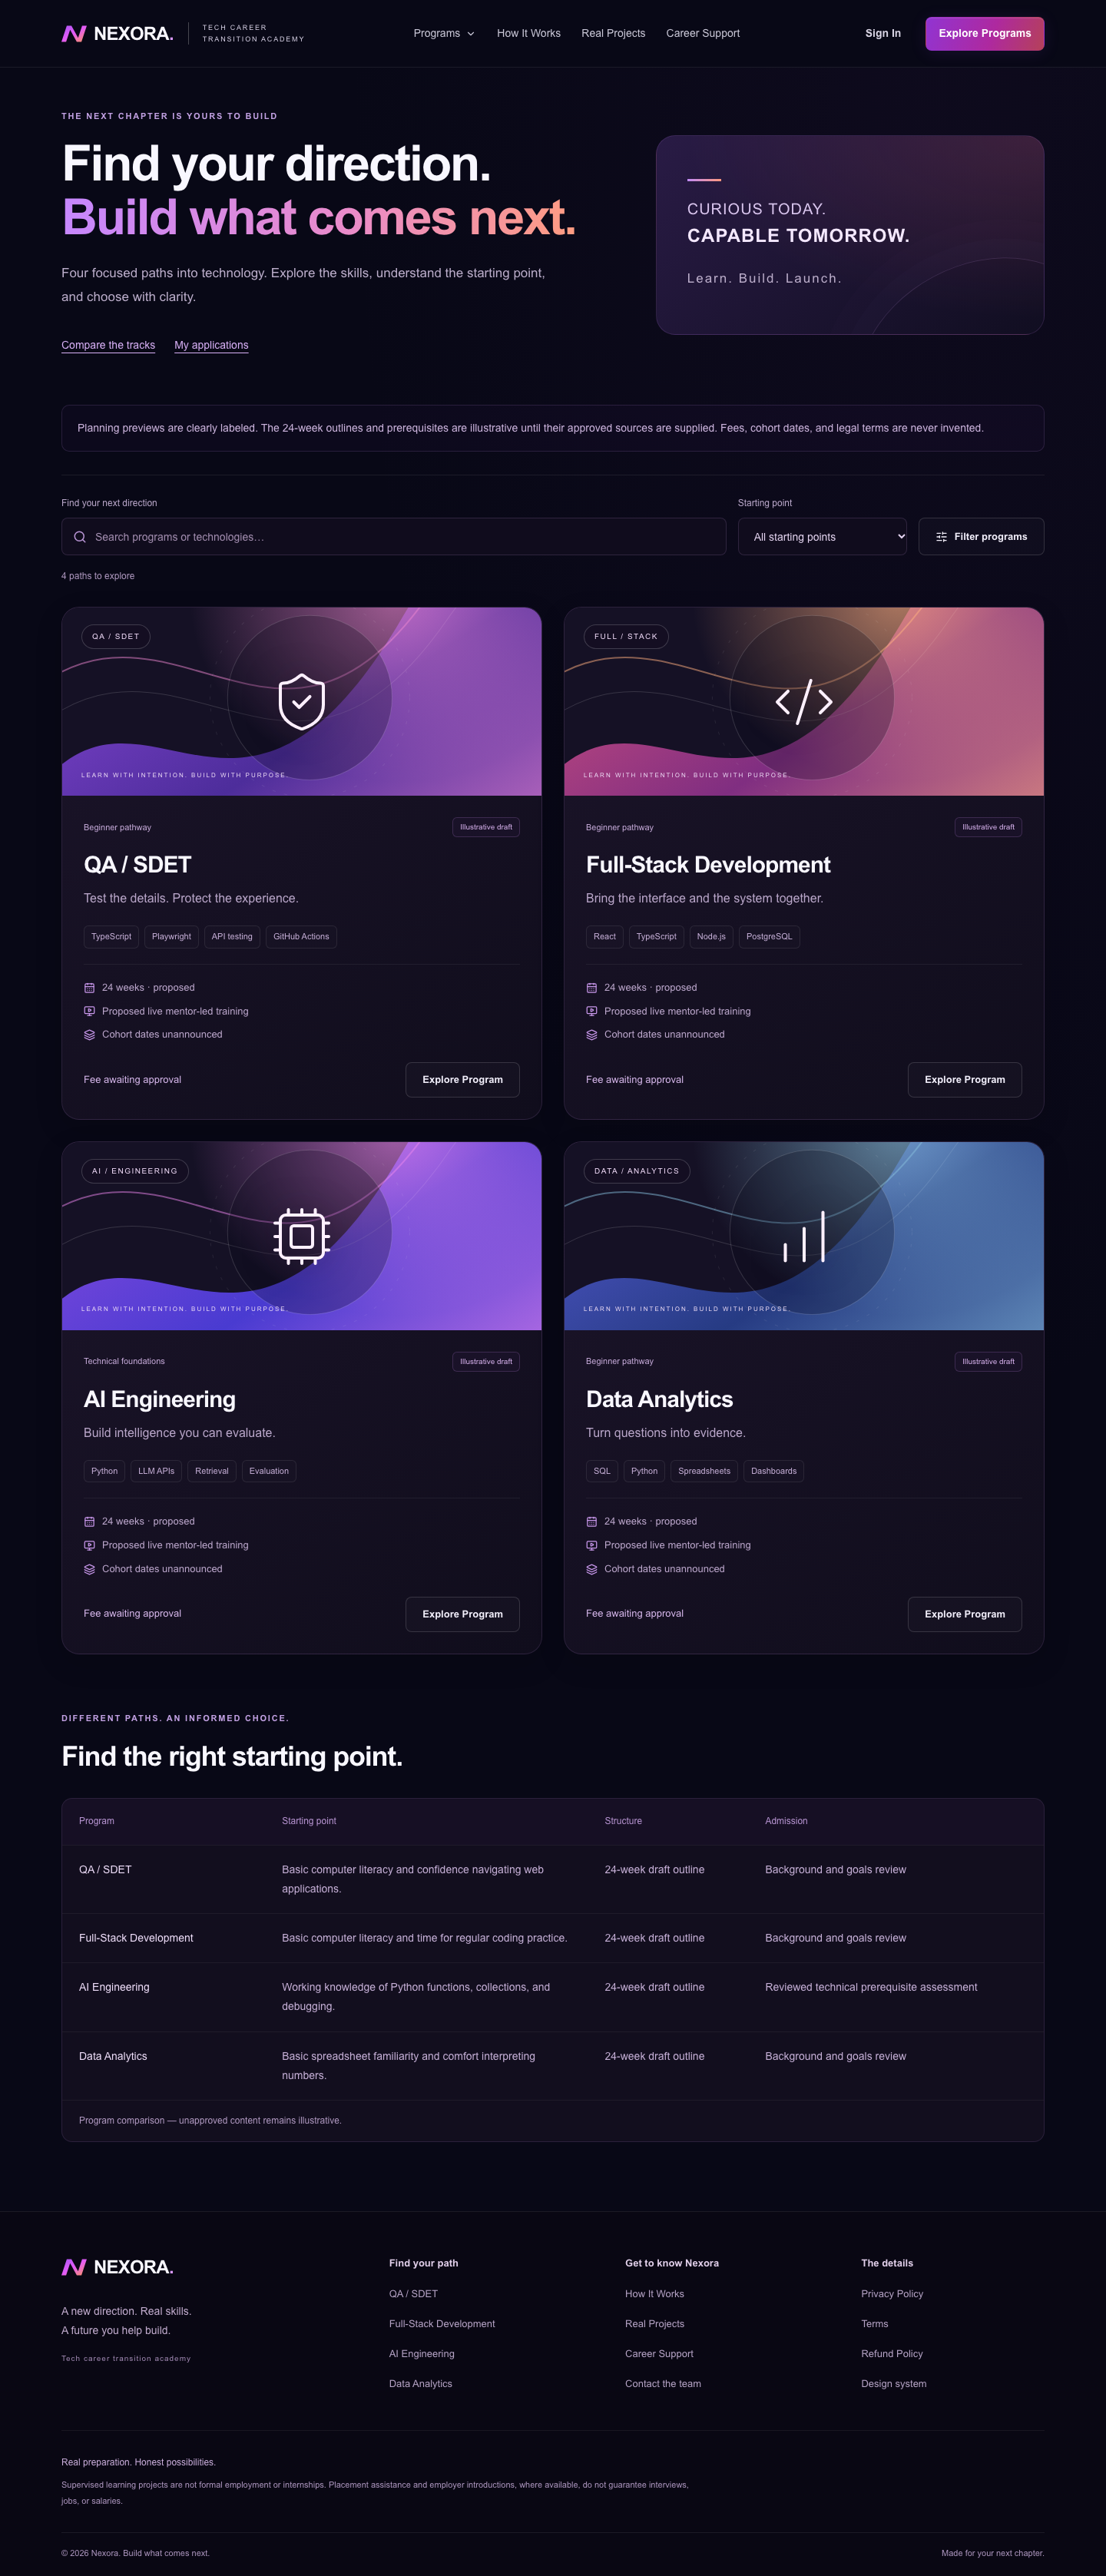 NEXORA.
TECH CAREER
TRANSITION ACADEMY
Programs
How It Works
Real Projects
Career Support
Sign In
Explore Programs
THE NEXT CHAPTER IS YOURS TO BUILD
Find your direction.
Build what comes next.
Four focused paths into technology. Explore the skills, understand the starting point,
and choose with clarity.
Compare the tracks
My applications
CURIOUS TODAY.
CAPABLE TOMORROW.
Learn. Build. Launch.
Planning previews are clearly labeled. The 24-week outlines and prerequisites are illustrative until their approved sources are supplied. Fees, cohort dates, and legal terms are never invented.
Find your next direction
Starting point
Search programs or technologies…
All starting points
Filter programs
4 paths to explore
QA / SDET
LEARN WITH INTENTION. BUILD WITH PURPOSE.
Beginner pathway
Illustrative draft
QA / SDET
Test the details. Protect the experience.
TypeScript
Playwright
API testing
GitHub Actions
24 weeks · proposed
Proposed live mentor-led training
Cohort dates unannounced
Fee awaiting approval
Explore Program
FULL / STACK
LEARN WITH INTENTION. BUILD WITH PURPOSE.
Beginner pathway
Illustrative draft
Full-Stack Development
Bring the interface and the system together.
React
TypeScript
Node.js
PostgreSQL
24 weeks · proposed
Proposed live mentor-led training
Cohort dates unannounced
Fee awaiting approval
Explore Program
AI / ENGINEERING
LEARN WITH INTENTION. BUILD WITH PURPOSE.
Technical foundations
Illustrative draft
AI Engineering
Build intelligence you can evaluate.
Python
LLM APIs
Retrieval
Evaluation
24 weeks · proposed
Proposed live mentor-led training
Cohort dates unannounced
Fee awaiting approval
Explore Program
DATA / ANALYTICS
LEARN WITH INTENTION. BUILD WITH PURPOSE.
Beginner pathway
Illustrative draft
Data Analytics
Turn questions into evidence.
SQL
Python
Spreadsheets
Dashboards
24 weeks · proposed
Proposed live mentor-led training
Cohort dates unannounced
Fee awaiting approval
Explore Program
DIFFERENT PATHS. AN INFORMED CHOICE.
Find the right starting point.
Program
Starting point
Structure
Admission
QA / SDET
Basic computer literacy and confidence navigating web
applications.
24-week draft outline
Background and goals review
Full-Stack Development
Basic computer literacy and time for regular coding practice.
24-week draft outline
Background and goals review
AI Engineering
Working knowledge of Python functions, collections, and
debugging.
24-week draft outline
Reviewed technical prerequisite assessment
Data Analytics
Basic spreadsheet familiarity and comfort interpreting
numbers.
24-week draft outline
Background and goals review
Program comparison — unapproved content remains illustrative.
NEXORA.
A new direction. Real skills.
A future you help build.
Tech career transition academy
Find your path
QA / SDET
Full-Stack Development
AI Engineering
Data Analytics
Get to know Nexora
How It Works
Real Projects
Career Support
Contact the team
The details
Privacy Policy
Terms
Refund Policy
Design system
Real preparation. Honest possibilities.
Supervised learning projects are not formal employment or internships. Placement assistance and employer introductions, where available, do not guarantee interviews,
jobs, or salaries.
© 2026 Nexora. Build what comes next.
Made for your next chapter.